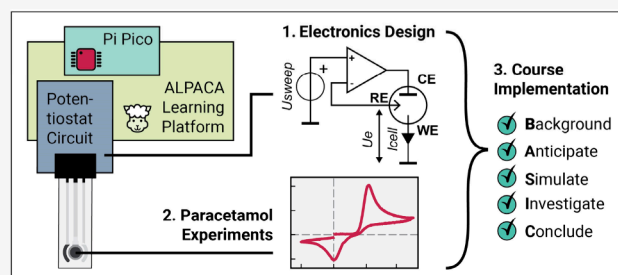 Pi Pico
ALPACA
Learning
Platform
Poten-
tiostat
Circuit
1. Electronics Design
Usweep
+
+
-
CE
RE
WE
Ue
Icell
2. Paracetamol
Experiments
3. Course
Implementation
Background
Anticipate
Simulate
Investigate
Conclude